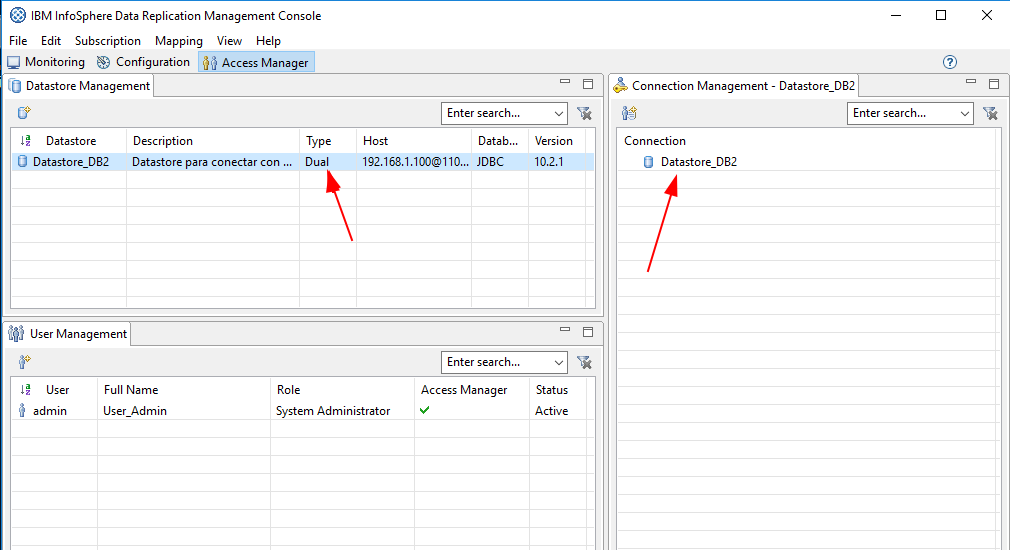 IBM InfoSphere Data Replication Management Console
File Edit Subscription Mapping View Help
Monitoring Configuration Access Manager
Datastore Management
Enter search...
Datastore Description Type Host Datab... Version
Datastore_DB2 Datastore para conectar con ... Dual 192.168.1.100@110... JDBC 10.2.1
User Management
Enter search...
User Full Name Role Access Manager Status
admin User_Admin System Administrator Active
Connection Management - Datastore_DB2
Enter search...
Connection
Datastore_DB2